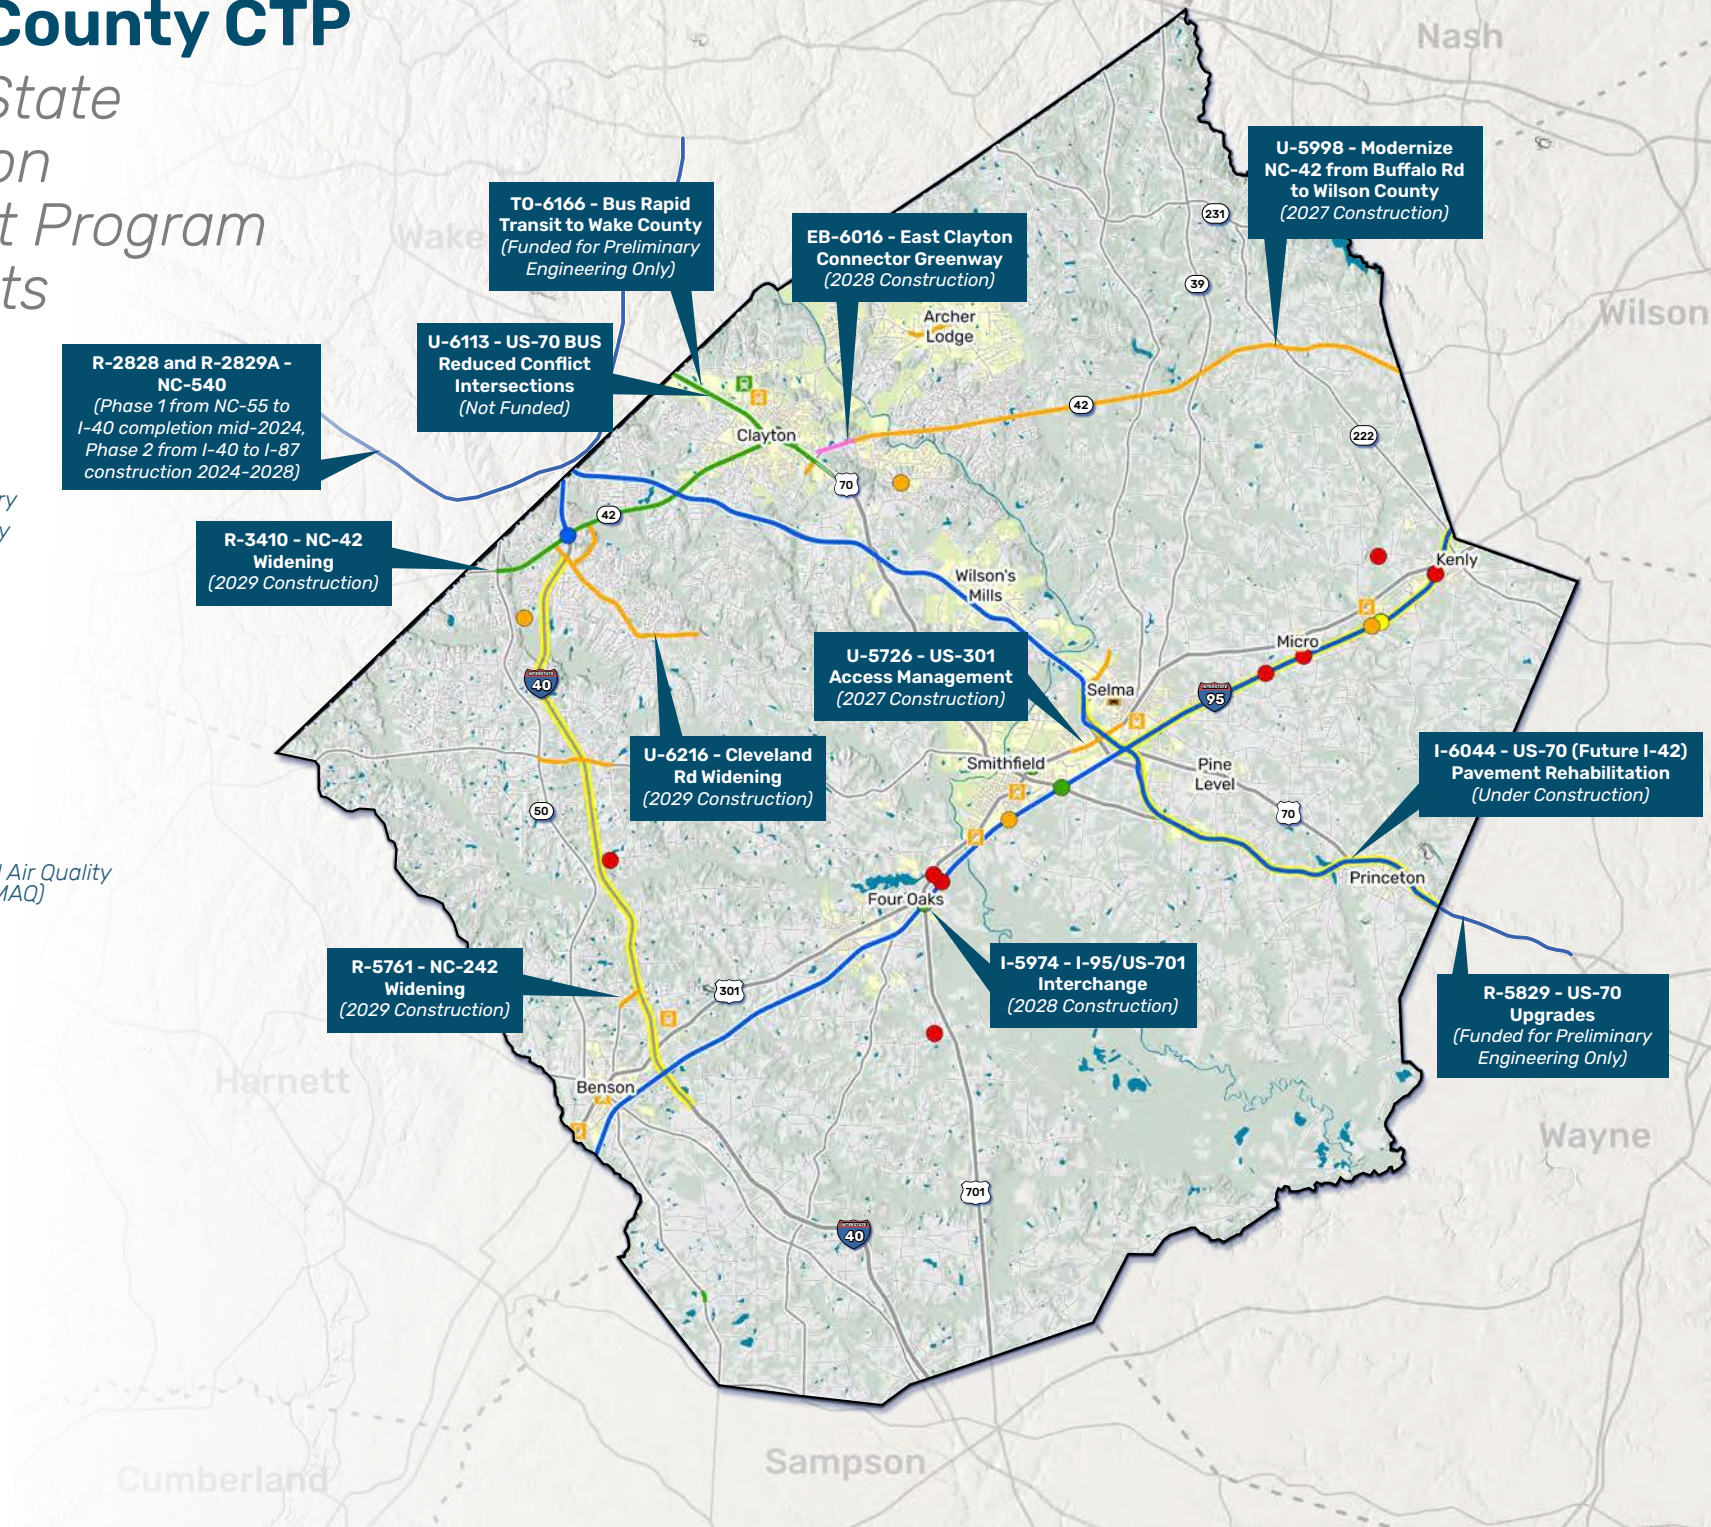 County CTP
State
on
t Program
ts
ry
y
Air Quality
MAQ)
Nash
Wake
Wilson
Harnett
Wayne
Cumberland
Sampson
TO-6166 - Bus Rapid
Transit to Wake County
(Funded for Preliminary
Engineering Only)
EB-6016 - East Clayton
Connector Greenway
(2028 Construction)
U-5998 - Modernize
NC-42 from Buffalo Rd
to Wilson County
(2027 Construction)
U-6113 - US-70 BUS
Reduced Conflict
Intersections
(Not Funded)
R-2828 and R-2829A -
NC-540
(Phase 1 from NC-55 to
I-40 completion mid-2024,
Phase 2 from I-40 to I-87
construction 2024-2028)
R-3410 - NC-42
Widening
(2029 Construction)
U-5726 - US-301
Access Management
(2027 Construction)
U-6216 - Cleveland
Rd Widening
(2029 Construction)
I-6044 - US-70 (Future I-42)
Pavement Rehabilitation
(Under Construction)
R-5761 - NC-242
Widening
(2029 Construction)
I-5974 - I-95/US-701
Interchange
(2028 Construction)
R-5829 - US-70
Upgrades
(Funded for Preliminary
Engineering Only)
231
39
Archer
Lodge
42
222
Clayton
70
42
Wilson's
Mills
Kenly
Micro
INTERSTATE
40
Selma
INTERSTATE
95
Smithfield
Pine
Level
50
70
Princeton
Four Oaks
301
Benson
701
INTERSTATE
40